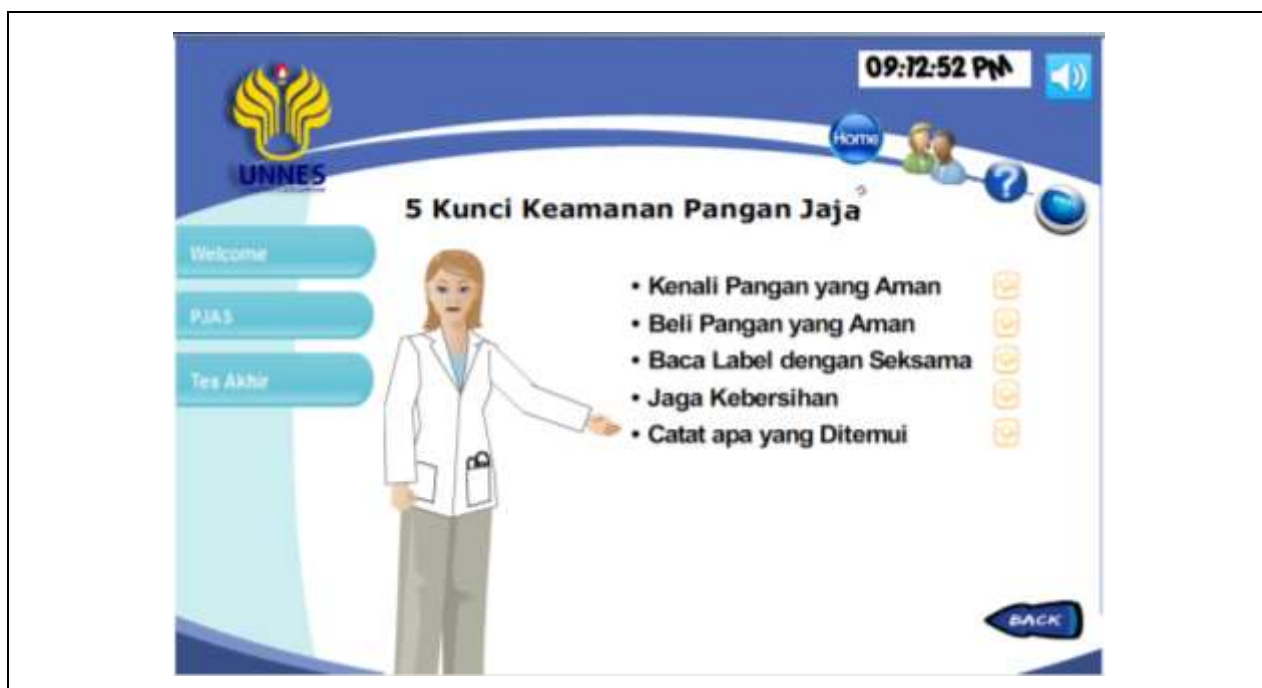 09:12:52 PM
Home
UNNES
?
5 Kunci Keamanan Pangan Jaja
Welcome
PJAS
Tes Akhir
• Kenali Pangan yang Aman
• Beli Pangan yang Aman
• Baca Label dengan Seksama
• Jaga Kebersihan
• Catat apa yang Ditemui
BACK